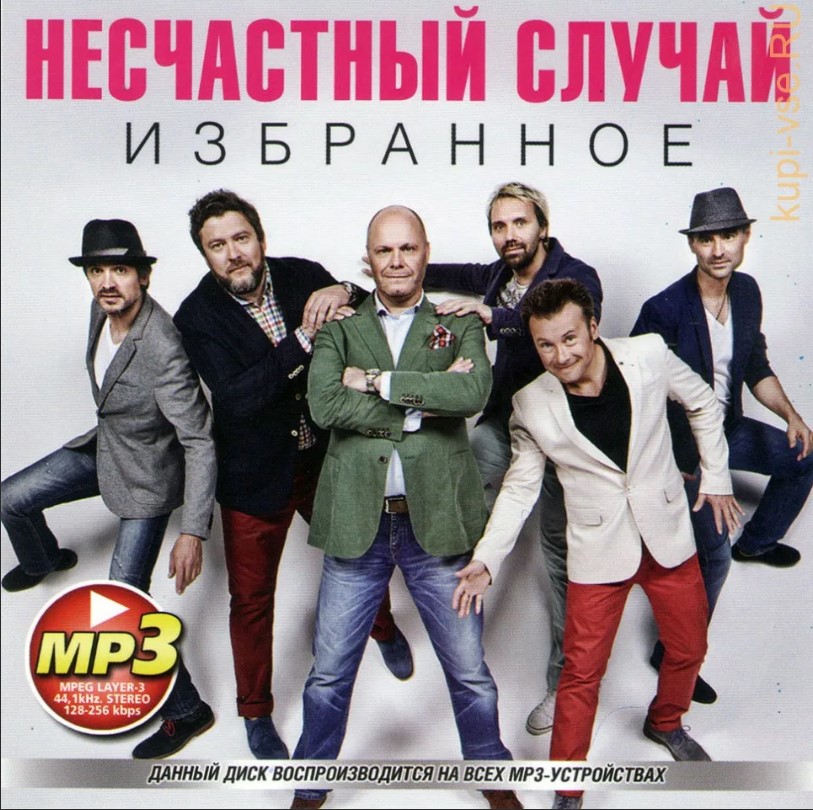 НЕСЧАСТНЫЙ СЛУЧАЙ
ИЗБРАННОЕ
kupi-vse.RU
MP3
MPEG LAYER-3
44,1kHz. STEREO
128-256 kbps
ДАННЫЙ ДИСК ВОСПРОИЗВОДИТСЯ НА ВСЕХ МР3-УСТРОЙСТВАХ